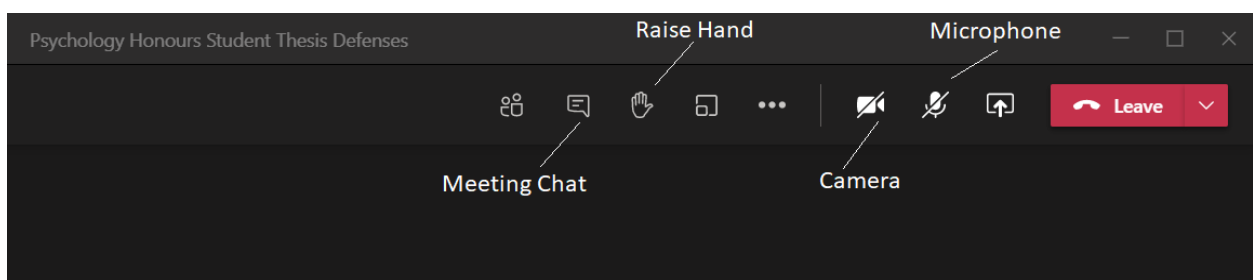 Psychology Honours Student Thesis Defenses
Raise Hand
Microphone
Leave
Meeting Chat
Camera